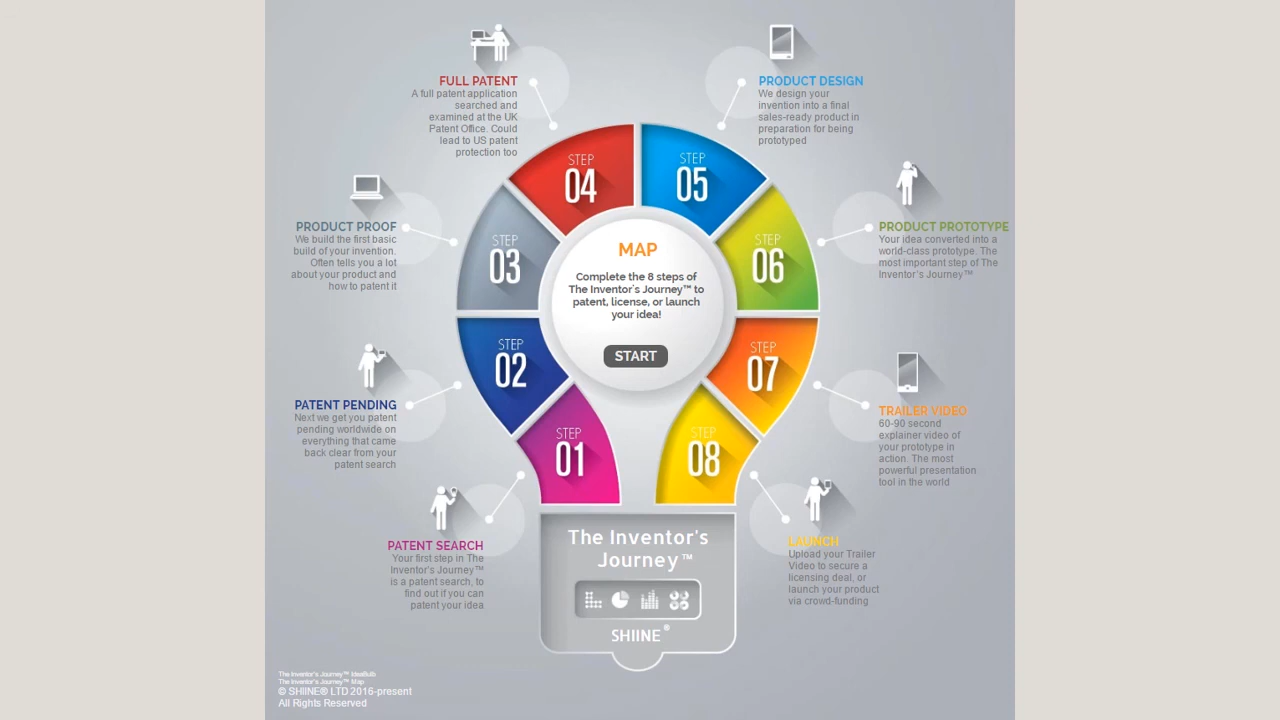 FULL PATENT
A full patent application
searched and
examined at the UK
Patent Office. Could
lead to US patent
protection too
PRODUCT DESIGN
We design your
invention into a final
sales-ready product in
preparation for being
prototyped
STEP
04
STEP
05
PRODUCT PROOF
We build the first basic
build of your invention.
Often tells you a lot
about your product and
how to patent it
STEP
03
MAP
Complete the 8 steps of
The Inventor's Journey™ to
patent, license, or launch
your idea!
START
STEP
06
PRODUCT PROTOTYPE
Your idea converted into a
world-class prototype. The
most important step of The
Inventor's Journey™
PATENT PENDING
Next we get you patent
pending worldwide on
everything that came
back clear from your
patent search
STEP
02
STEP
07
TRAILER VIDEO
60-90 second
explainer video of
your prototype in
action. The most
powerful presentation
tool in the world
STEP
01
STEP
08
PATENT SEARCH
Your first step in The
Inventor's Journey™
is a patent search, to
find out if you can
patent your idea
LAUNCH
Upload your Trailer
Video to secure a
licensing deal, or
launch your product
via crowd-funding
The Inventor's
Journey™
SHIINE®
The Inventor's Journey™ IdeaBulb
The Inventor's Journey™ Map
© SHIINE® LTD 2016-present
All Rights Reserved